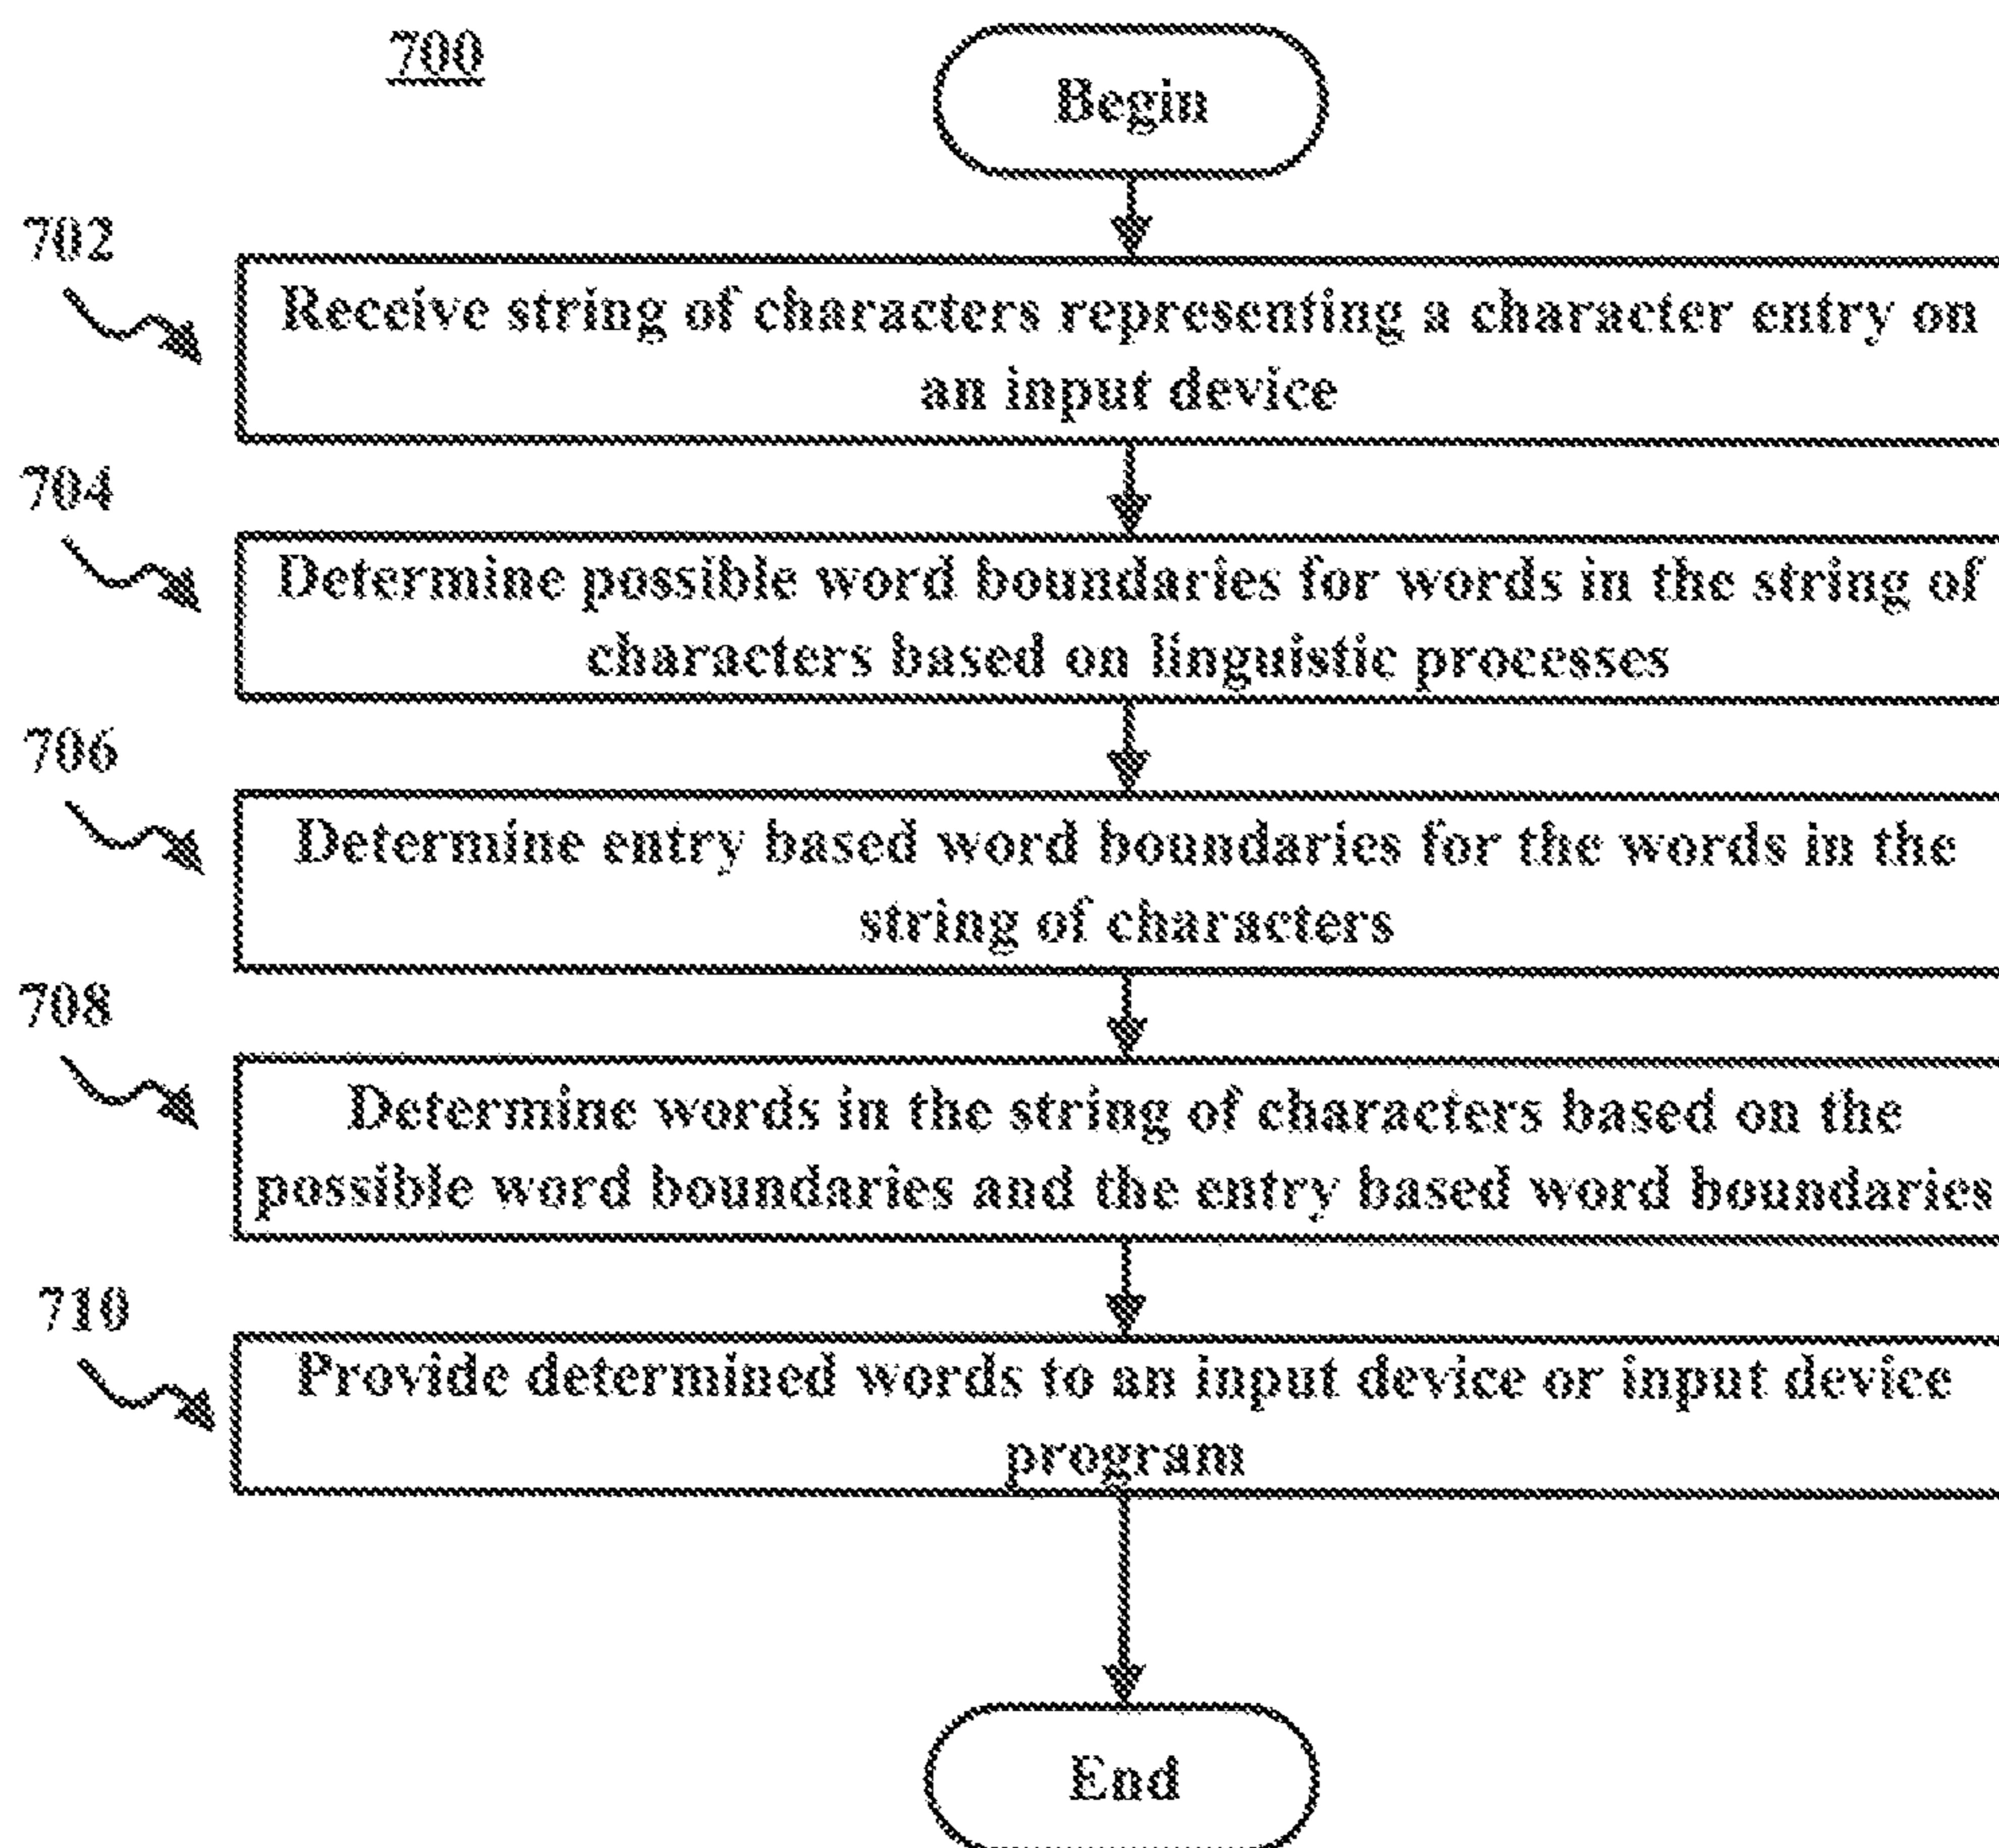 700
Begin
702
Receive string of characters representing a character entry on
an input device
704
Determine possible word boundaries for words in the string of
characters based on linguistic processes
706
Determine entry based word boundaries for the words in the
string of characters
708
Determine words in the string of characters based on the
possible word boundaries and the entry based word boundaries
710
Provide determined words to an input device or input device
program
End